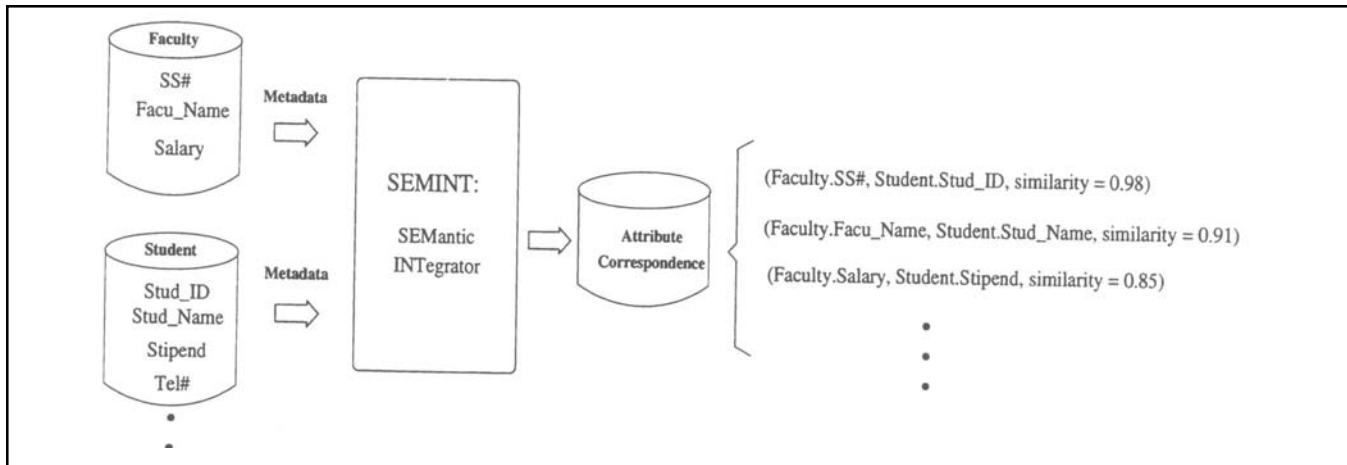 Faculty
SS#
Facu_Name
Salary
Metadata
Student
Stud_ID
Stud_Name
Stipend
Tel#
Metadata
SEMINT:
SEMantic
INTegrator
Attribute
Correspondence
(Faculty.SS#, Student.Stud_ID, similarity = 0.98)
(Faculty.Facu_Name, Student.Stud_Name, similarity = 0.91)
(Faculty.Salary, Student.Stipend, similarity = 0.85)